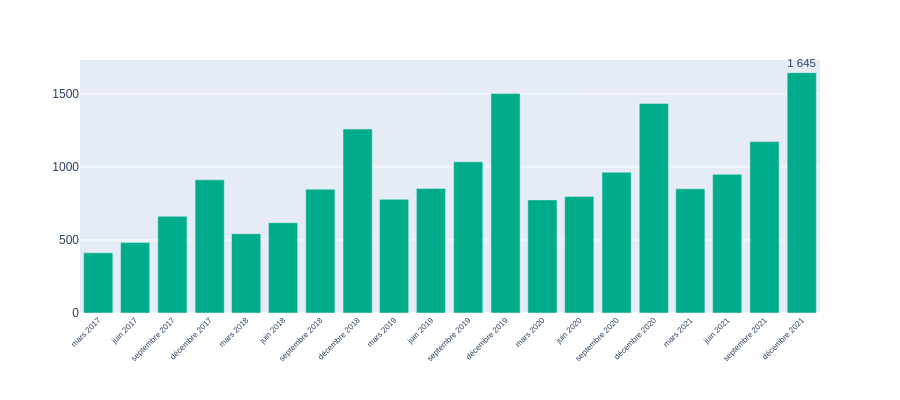 1 645
1500
1000
500
0
mars 2017
juin 2017
septembre 2017
décembre 2017
mars 2018
juin 2018
septembre 2018
décembre 2018
mars 2019
juin 2019
septembre 2019
décembre 2019
mars 2020
juin 2020
septembre 2020
décembre 2020
mars 2021
juin 2021
septembre 2021
décembre 2021